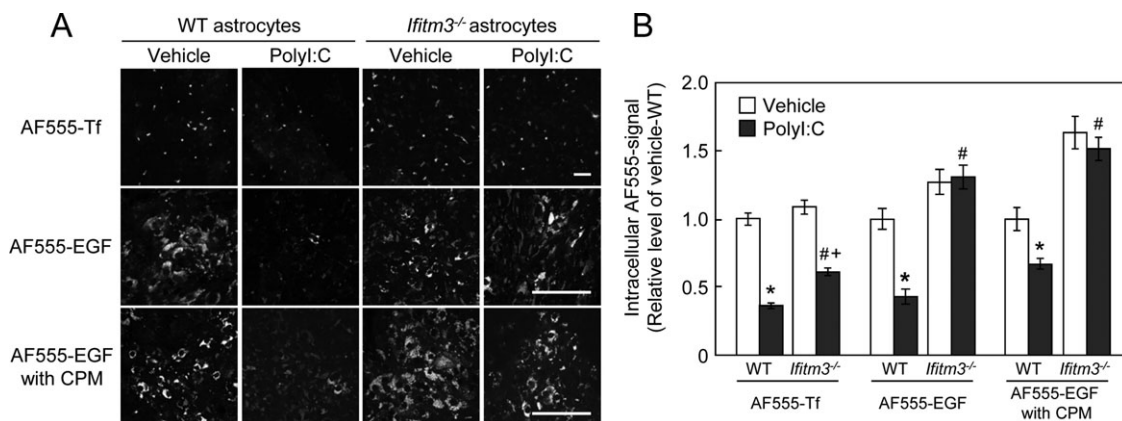 A
WT astrocytes
Ifitm3-/- astrocytes
Vehicle
PolyI:C
Vehicle
PolyI:C
AF555-Tf
AF555-EGF
AF555-EGF
with CPM
B
Intracellular AF555-signal
(Relative level of vehicle-WT)
2.0
1.5
1.0
0.5
0
Vehicle
PolyI:C
*
#+
*
#
*
#
WT
Ifitm3-/-
WT
Ifitm3-/-
WT
Ifitm3-/-
AF555-Tf
AF555-EGF
AF555-EGF
with CPM